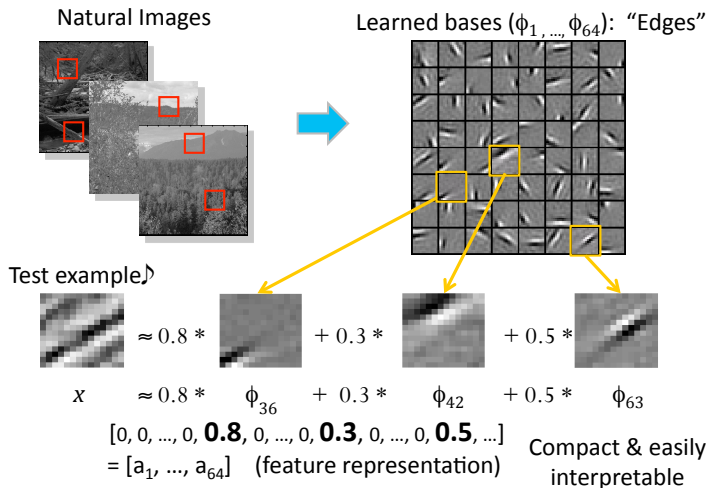 Natural Images
Learned bases (ϕ₁ , ..., ϕ₆₄): “Edges”
Test example♪
≈ 0.8 * + 0.3 * + 0.5 *
x ≈ 0.8 * ϕ₃₆ + 0.3 * ϕ₄₂ + 0.5 * ϕ₆₃
[0, 0, ..., 0, 0.8, 0, ..., 0, 0.3, 0, ..., 0, 0.5, ...]
= [a₁, ..., a₆₄] (feature representation)
Compact & easily
interpretable